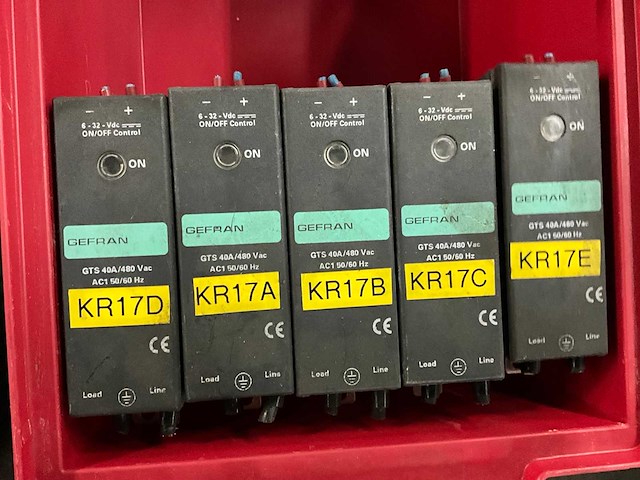 - +
6 - 32 - Vdc
ON/OFF Control
ON
GEFRAN
GTS 40A/480 Vac
AC1 50/60 Hz
KR17D
CE
Load Line
- +
6 - 32 - Vdc
ON/OFF Control
ON
GEFRAN
GTS 40A/480 Vac
AC1 50/60 Hz
KR17A
CE
Load Line
- +
6 - 32 - Vdc
ON/OFF Control
ON
GEFRAN
GTS 40A/480 Vac
AC1 50/60 Hz
KR17B
CE
Load Line
- +
6 - 32 - Vdc
ON/OFF Control
ON
GEFRAN
GTS 40A/480 Vac
AC1 50/60 Hz
KR17C
CE
Load Line
- +
6 - 32 - Vdc
ON/OFF Control
ON
GEFRAN
GTS 40A/480 Vac
AC1 50/60 Hz
KR17E
CE
Load Line